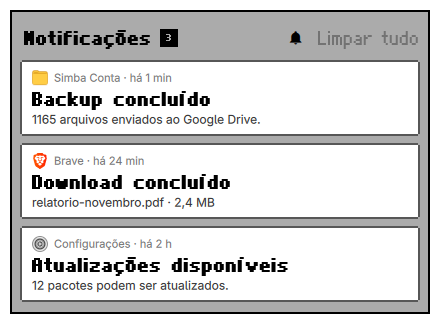 Notificações 3 Limpar tudo
Simba Conta · há 1 min
Backup concluído
1165 arquivos enviados ao Google Drive.
Brave · há 24 min
Download concluído
relatorio-novembro.pdf · 2,4 MB
Configurações · há 2 h
Atualizações disponíveis
12 pacotes podem ser atualizados.